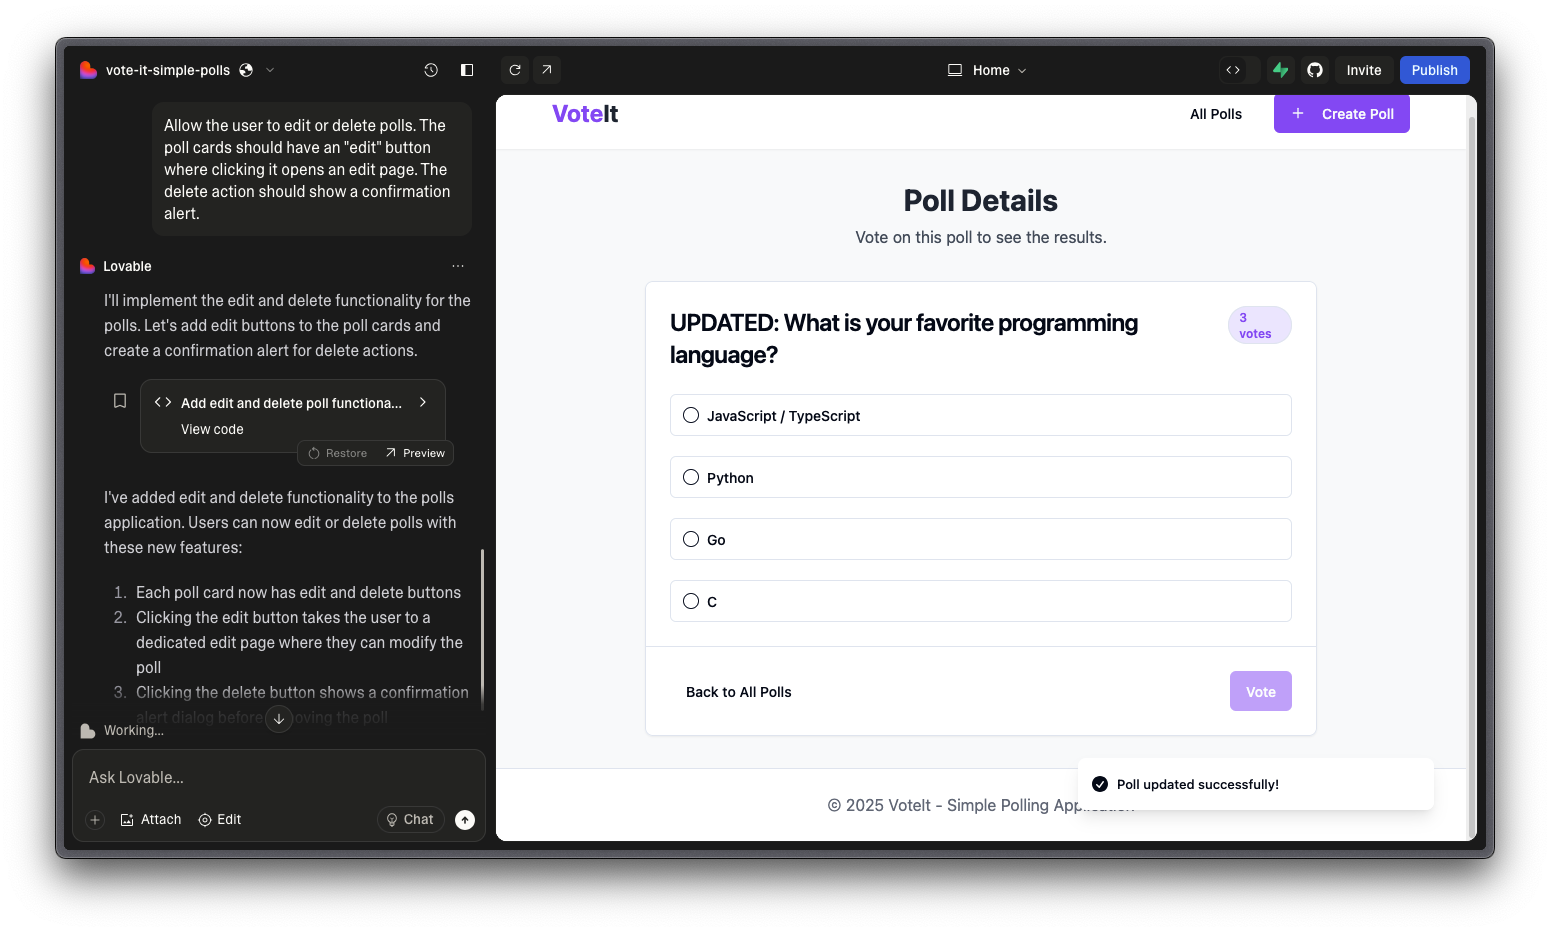 vote-it-simple-polls
Home
Invite
Publish
Allow the user to edit or delete polls. The
poll cards should have an "edit" button
where clicking it opens an edit page. The
delete action should show a confirmation
alert.
Lovable
I'll implement the edit and delete functionality for the
polls. Let's add edit buttons to the poll cards and
create a confirmation alert for delete actions.
Add edit and delete poll functiona...
View code
Restore
Preview
I've added edit and delete functionality to the polls
application. Users can now edit or delete polls with
these new features:
1. Each poll card now has edit and delete buttons
2. Clicking the edit button takes the user to a
dedicated edit page where they can modify the
poll
3. Clicking the delete button shows a confirmation
alert dialog before the poll
Working...
Ask Lovable...
Attach
Edit
Chat
VoteIt
All Polls
+ Create Poll
Poll Details
Vote on this poll to see the results.
UPDATED: What is your favorite programming
language?
3
votes
JavaScript / TypeScript
Python
Go
C
Back to All Polls
Vote
Poll updated successfully!
© 2025 VoteIt - Simple Polling Application